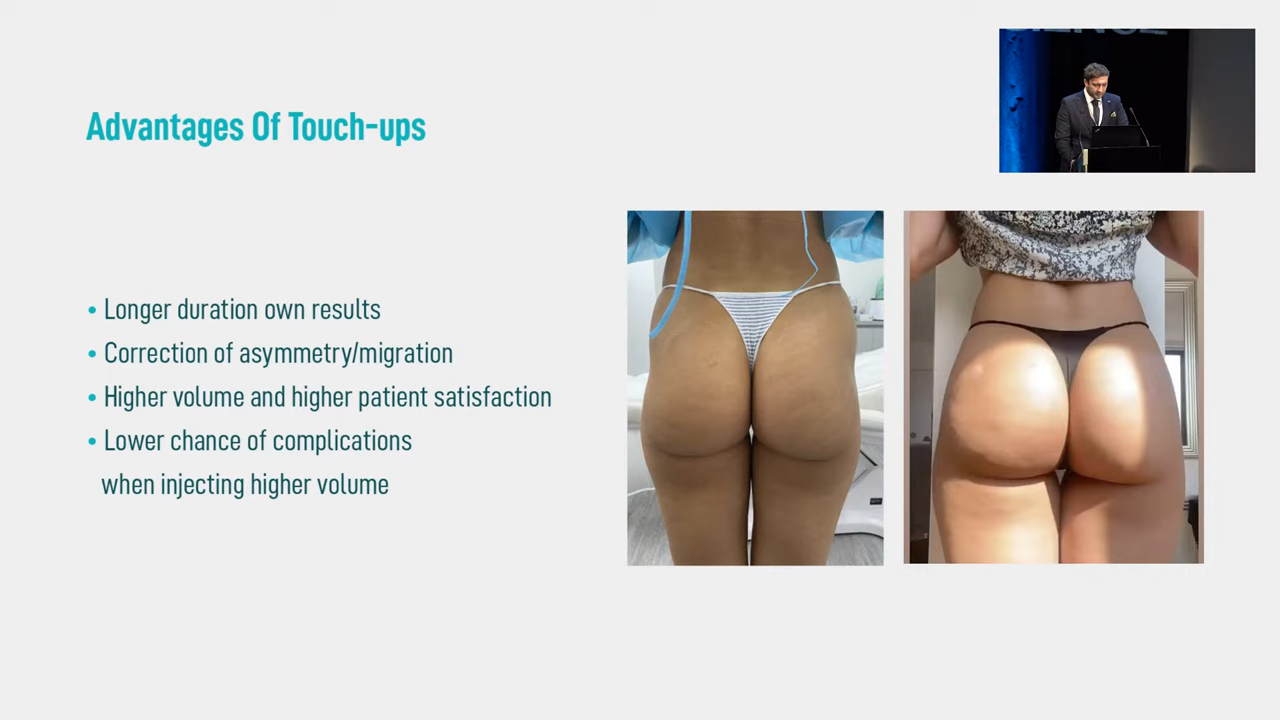 Advantages Of Touch-ups
• Longer duration own results
• Correction of asymmetry/migration
• Higher volume and higher patient satisfaction
• Lower chance of complications
when injecting higher volume